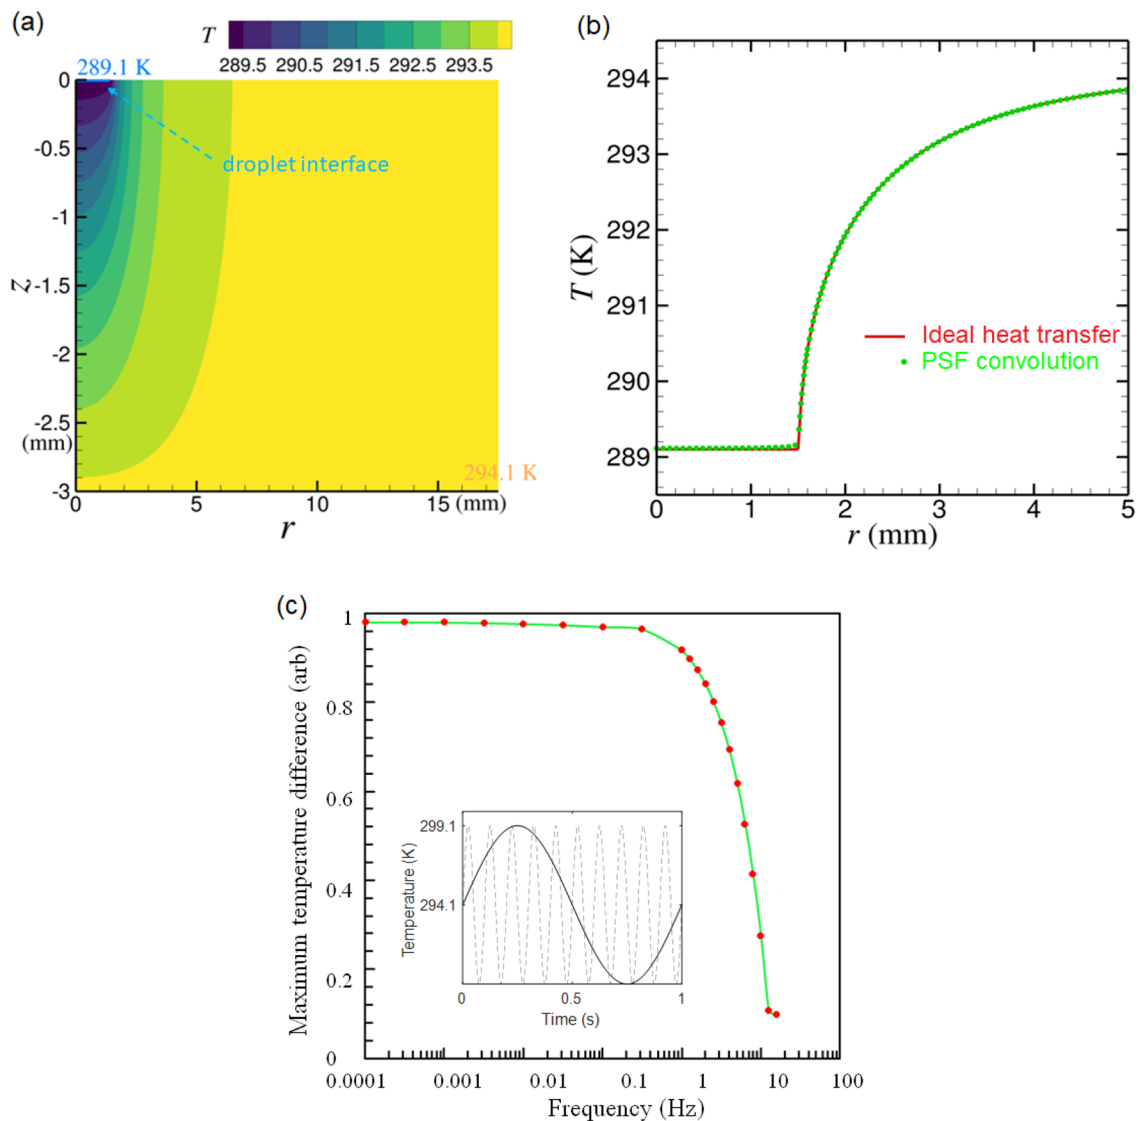 (a)
T
289.5 290.5 291.5 292.5 293.5
289.1 K
0
-0.5
-1
-1.5
-2
-2.5
(mm)
-3
z
droplet interface
294.1 K
0 5 10 15 (mm)
r
(b)
294
293
292
291
290
289
T (K)
Ideal heat transfer
PSF convolution
0 1 2 3 4 5
r (mm)
(c)
1
0.8
0.6
0.4
0.2
0
Maximum temperature difference (arb)
299.1
294.1
Temperature (K)
0 0.5 1
Time (s)
0.0001 0.001 0.01 0.1 1 10 100
Frequency (Hz)